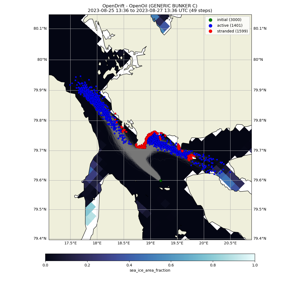 OpenDrift - OpenOil (GENERIC BUNKER C)
2023-08-25 13:36 to 2023-08-27 13:36 UTC (49 steps)
initial (3000)
active (1401)
stranded (1599)
80.1°N
80.1°N
80°N
80°N
79.9°N
79.9°N
79.8°N
79.8°N
79.7°N
79.7°N
79.6°N
79.6°N
79.5°N
79.5°N
79.4°N
79.4°N
17.5°E 18°E 18.5°E 19°E 19.5°E 20°E 20.5°E
0.0 0.2 0.4 0.6 0.8 1.0
sea_ice_area_fraction